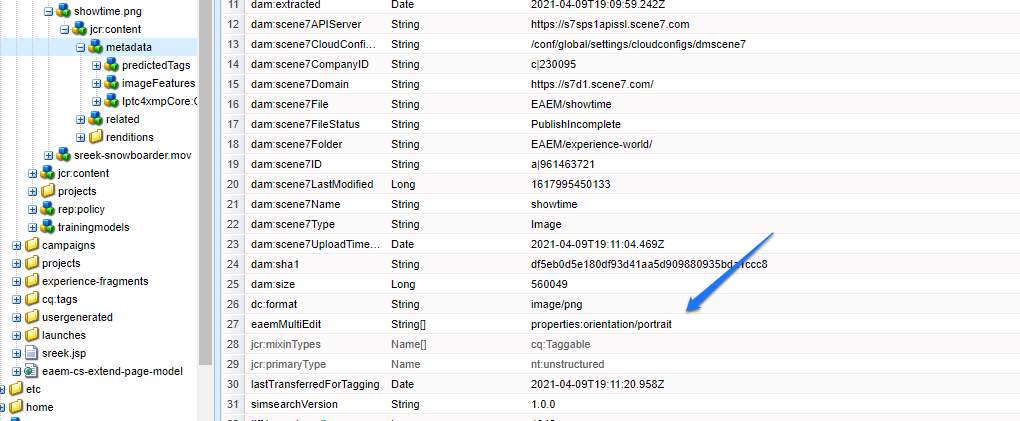 showtime.png
jcr:content
metadata
predictedTags
imageFeatures
Iptc4xmpCore:C
related
renditions
sreek-snowboarder.mov
jcr:content
projects
rep:policy
trainingmodels
campaigns
projects
experience-fragments
cq:tags
usergenerated
launches
sreek.jsp
eaem-cs-extend-page-model
etc
home
11 dam:extracted Date 2021-04-09T19:09:59.242Z
12 dam:scene7APIServer String https://s7sps1apissl.scene7.com
13 dam:scene7CloudConfi... String /conf/global/settings/cloudconfigs/dmscene7
14 dam:scene7CompanyID String c|230095
15 dam:scene7Domain String https://s7d1.scene7.com/
16 dam:scene7File String EAEM/showtime
17 dam:scene7FileStatus String PublishIncomplete
18 dam:scene7Folder String EAEM/experience-world/
19 dam:scene7ID String a|961463721
20 dam:scene7LastModified Long 1617995450133
21 dam:scene7Name String showtime
22 dam:scene7Type String Image
23 dam:scene7UploadTime... Date 2021-04-09T19:11:04.469Z
24 dam:sha1 String
25 dam:size Long 560049
26 dc:format String image/png
27 eaemMultiEdit String[] properties:orientation/portrait
28 jcr:mixinTypes Name[] cq:Taggable
29 jcr:primaryType Name nt:unstructured
30 lastTransferredForTagging Date 2021-04-09T19:11:20.958Z
31 simsearchVersion String 1.0.0